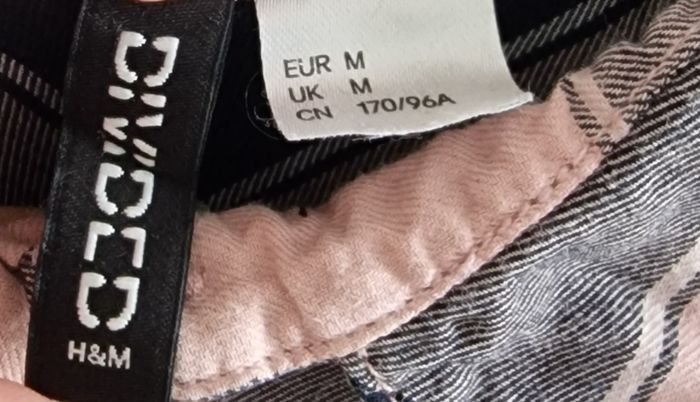 DIVIDED
H&M
EUR M
UK M
CN 170/96A